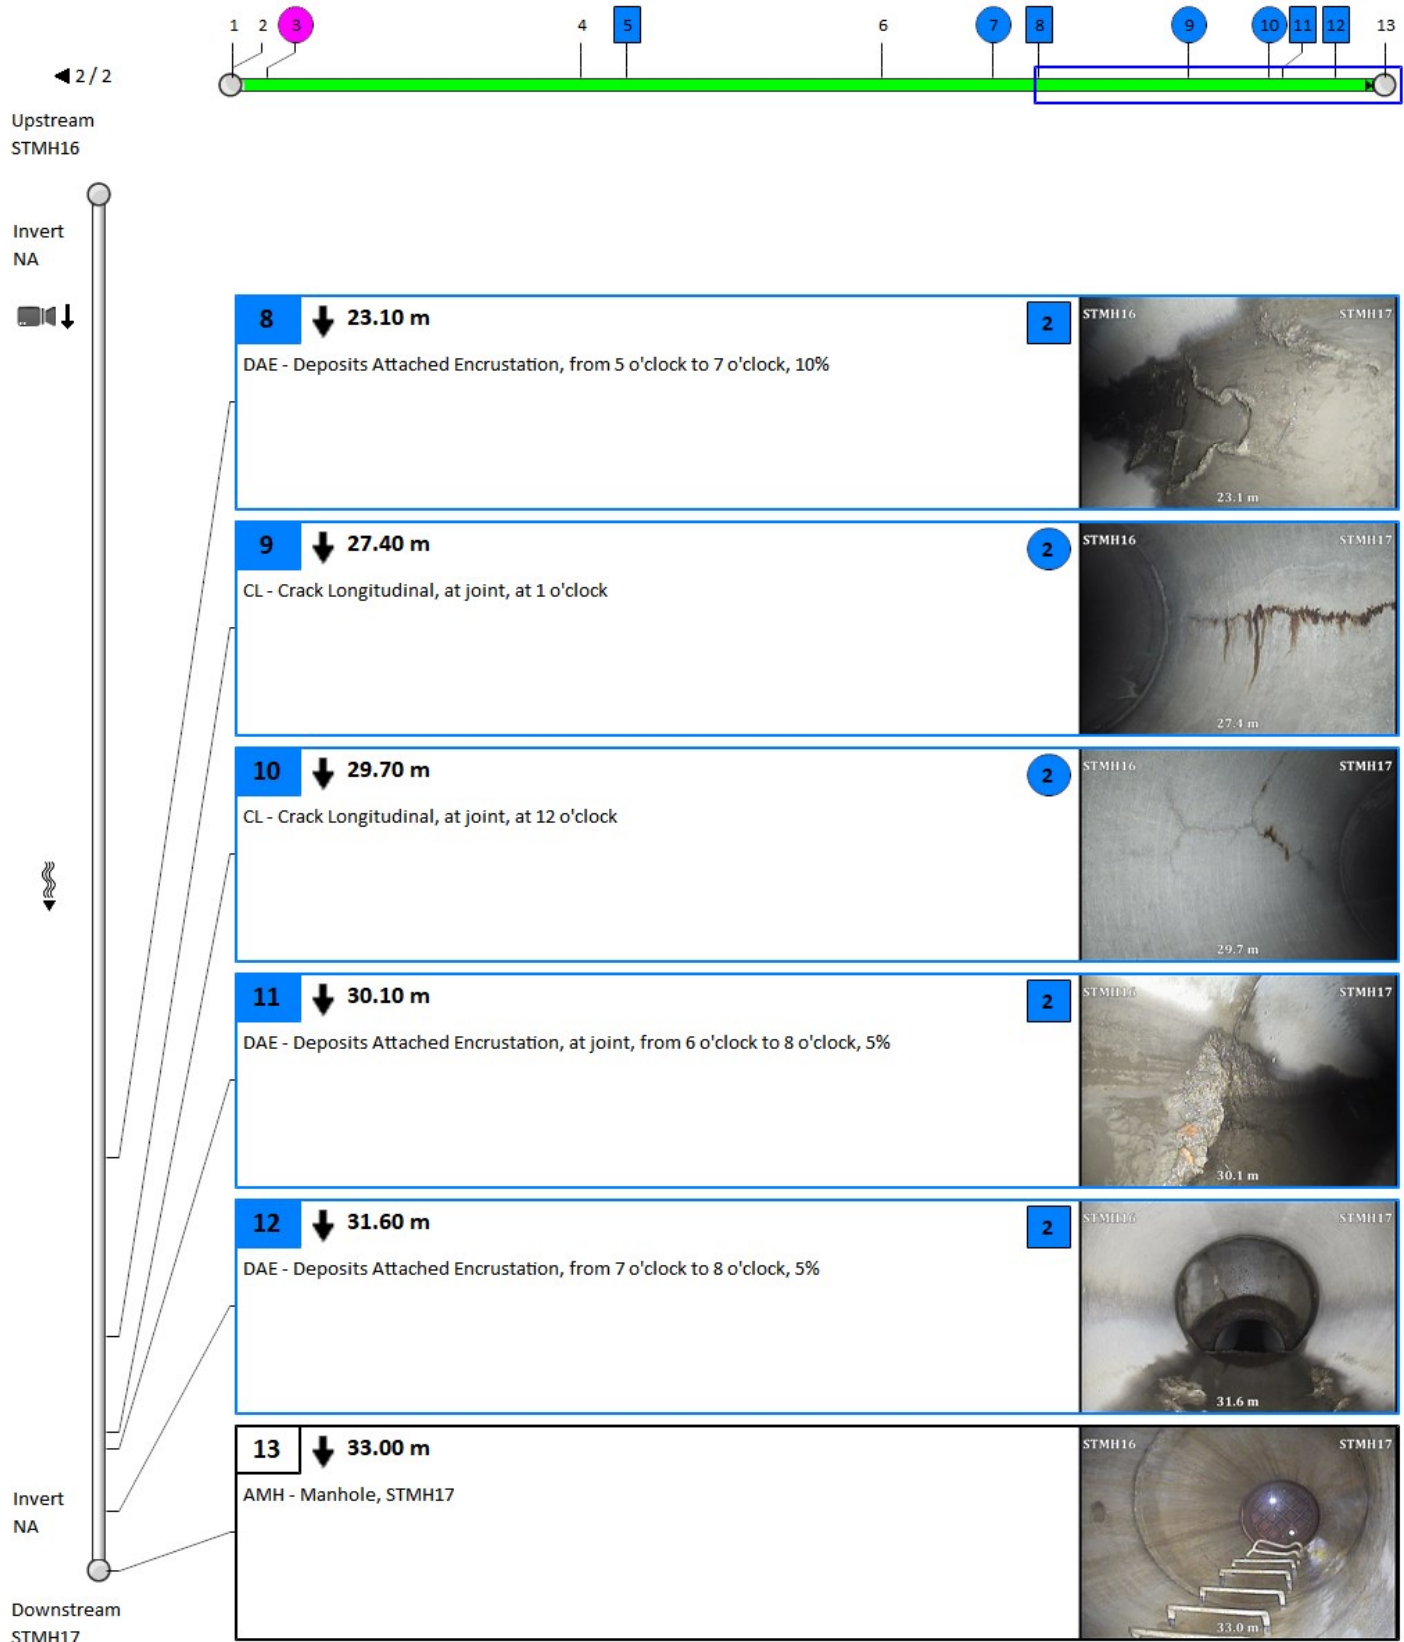 1 2 3 4 5 6 7 8 9 10 11 12 13
2 / 2
Upstream
STMH16
Invert
NA
8 23.10 m 2
DAE - Deposits Attached Encrustation, from 5 o'clock to 7 o'clock, 10%
STMH16 STMH17
23.1 m
9 27.40 m 2
CL - Crack Longitudinal, at joint, at 1 o'clock
STMH16 STMH17
27.4 m
10 29.70 m 2
CL - Crack Longitudinal, at joint, at 12 o'clock
STMH16 STMH17
29.7 m
11 30.10 m 2
DAE - Deposits Attached Encrustation, at joint, from 6 o'clock to 8 o'clock, 5%
STMH16 STMH17
30.1 m
12 31.60 m 2
DAE - Deposits Attached Encrustation, from 7 o'clock to 8 o'clock, 5%
STMH16 STMH17
31.6 m
13 33.00 m
AMH - Manhole, STMH17
STMH16 STMH17
33.0 m
Invert
NA
Downstream
STMH17